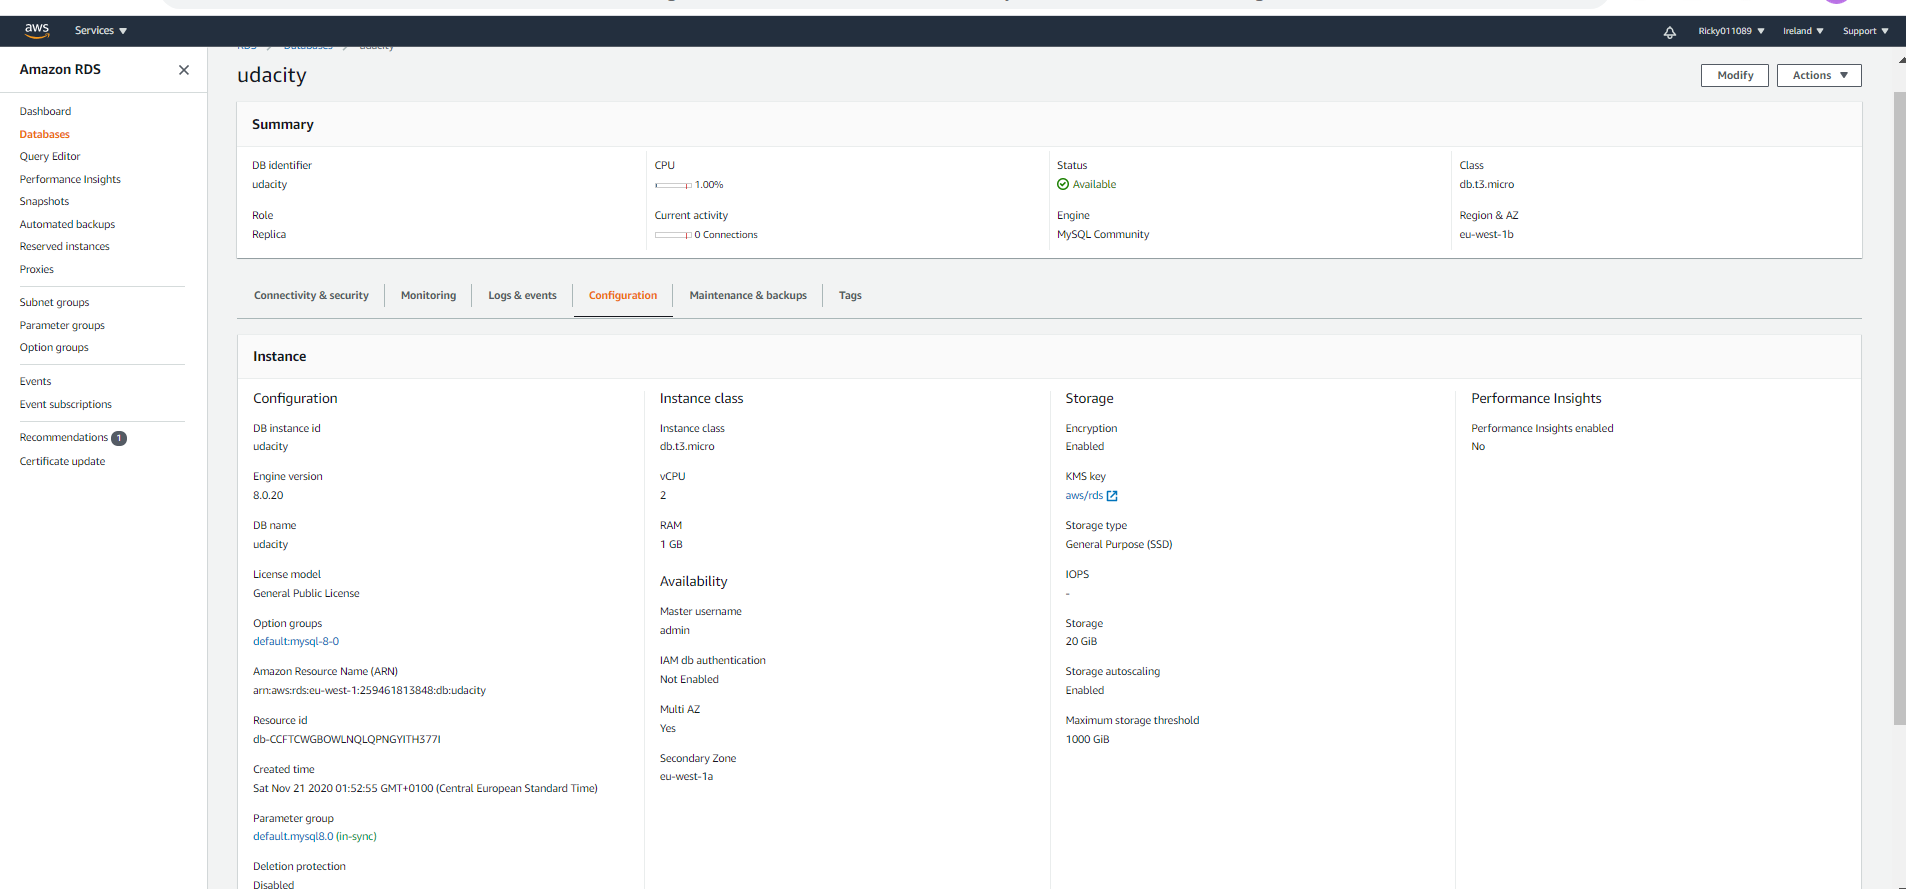 aws
Services
Ricky011089
Ireland
Support
Amazon RDS
Dashboard
Databases
Query Editor
Performance Insights
Snapshots
Automated backups
Reserved instances
Proxies
Subnet groups
Parameter groups
Option groups
Events
Event subscriptions
Recommendations 1
Certificate update
RDS Databases udacity
udacity
Modify
Actions
Summary
DB identifier
udacity
CPU
1.00%
Status
Available
Class
db.t3.micro
Role
Replica
Current activity
0 Connections
Engine
MySQL Community
Region & AZ
eu-west-1b
Connectivity & security
Monitoring
Logs & events
Configuration
Maintenance & backups
Tags
Instance
Configuration
DB instance id
udacity
Engine version
8.0.20
DB name
udacity
License model
General Public License
Option groups
default:mysql-8-0
Amazon Resource Name (ARN)
arn:aws:rds:eu-west-1:259461813848:db:udacity
Resource id
db-CCFTCWGBOWLNQLQPNGYITH377I
Created time
Sat Nov 21 2020 01:52:55 GMT+0100 (Central European Standard Time)
Parameter group
default.mysql8.0 (in-sync)
Deletion protection
Disabled
Instance class
Instance class
db.t3.micro
vCPU
2
RAM
1 GB
Availability
Master username
admin
IAM db authentication
Not Enabled
Multi AZ
Yes
Secondary Zone
eu-west-1a
Storage
Encryption
Enabled
KMS key
aws/rds
Storage type
General Purpose (SSD)
IOPS
-
Storage
20 GiB
Storage autoscaling
Enabled
Maximum storage threshold
1000 GiB
Performance Insights
Performance Insights enabled
No